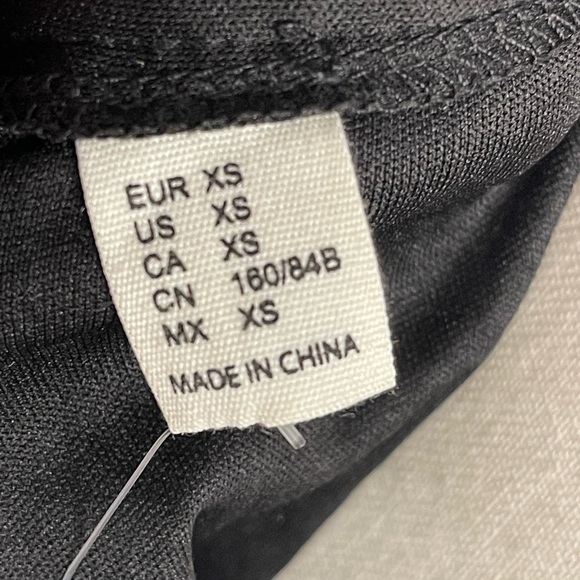 EUR XS
US XS
CA XS
CN 160/84B
MX XS
MADE IN CHINA